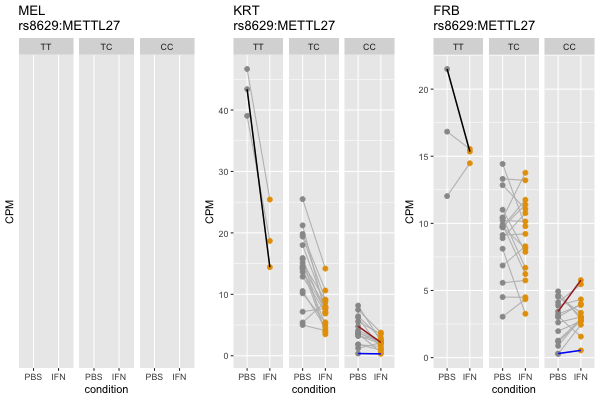 MEL
rs8629:METTL27
TT TC CC
CPM
PBS IFN PBS IFN PBS IFN
condition
KRT
rs8629:METTL27
TT TC CC
CPM
40
30
20
10
0
PBS IFN PBS IFN PBS IFN
condition
FRB
rs8629:METTL27
TT TC CC
CPM
20
15
10
5
0
PBS IFN PBS IFN PBS IFN
condition